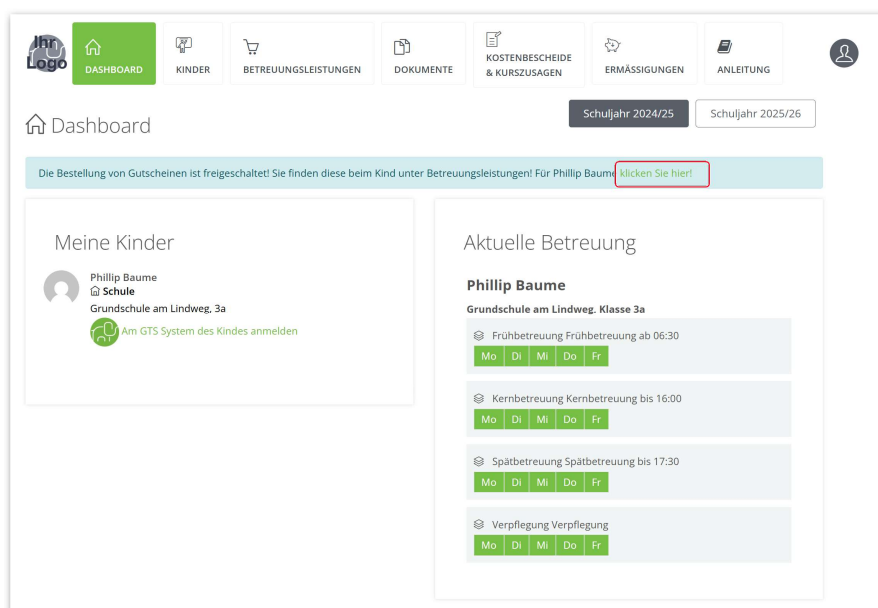 Ihr
Logo
DASHBOARD
KINDER
BETREUUNGSLEISTUNGEN
DOKUMENTE
KOSTENBESCHEIDE
& KURZZUSAGEN
ERMÄSSIGUNGEN
ANLEITUNG
Dashboard
Schuljahr 2024/25
Schuljahr 2025/26
Die Bestellung von Gutscheinen ist freigeschaltet! Sie finden diese beim Kind unter Betreuungsleistungen! Für Phillip Baume klicken Sie hier!
Meine Kinder
Phillip Baume
Schule
Grundschule am Lindweg, 3a
Am GTS System des Kindes anmelden
Aktuelle Betreuung
Phillip Baume
Grundschule am Lindweg. Klasse 3a
Frühbetreuung Frühbetreuung ab 06:30
Mo Di Mi Do Fr
Kernbetreuung Kernbetreuung bis 16:00
Mo Di Mi Do Fr
Spätbetreuung Spätbetreuung bis 17:30
Mo Di Mi Do Fr
Verpflegung Verpflegung
Mo Di Mi Do Fr